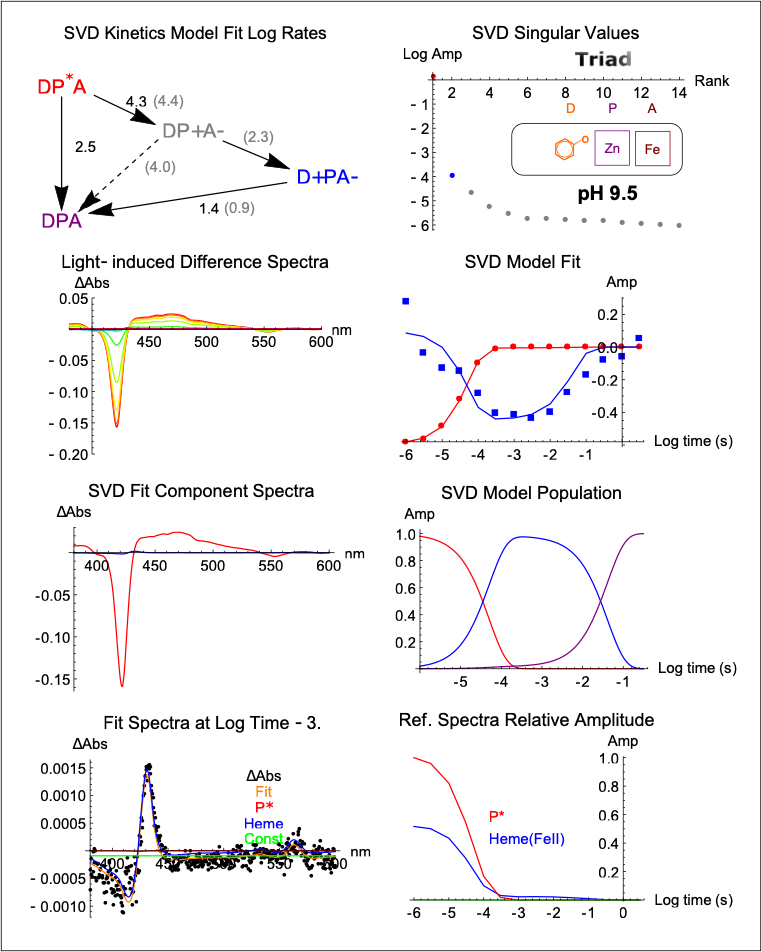 SVD Kinetics Model Fit Log Rates
DP*A
4.3 (4.4)
DP+A-
(2.3)
2.5
(4.0)
D+PA-
1.4 (0.9)
DPA
SVD Singular Values
Log Amp
Triad
Rank
2 4 6 8 10 12 14
D P A
O
Zn
Fe
pH 9.5
- 1
- 2
- 3
- 4
- 5
- 6
Light- induced Difference Spectra
ΔAbs
0.05
450 500 550 600 nm
- 0.05
- 0.10
- 0.15
- 0.20
SVD Model Fit
Amp
0.2
0.0
-0.2
-0.4
Log time (s)
-6 -5 -4 -3 -2 -1
SVD Fit Component Spectra
ΔAbs
400 450 500 550 600 nm
-0.05
-0.10
-0.15
SVD Model Population
Amp
1.0
0.8
0.6
0.4
0.2
Log time (s)
-5 -4 -3 -2 -1
Fit Spectra at Log Time - 3.
ΔAbs
0.0015
0.0010
0.0005
- 0.0005
- 0.0010
ΔAbs
Fit
P*
Heme
Const
nm
Ref. Spectra Relative Amplitude
Amp
1.0
0.8
0.6
0.4
0.2
P*
Heme(FeII)
Log time (s)
-6 -5 -4 -3 -2 -1 0